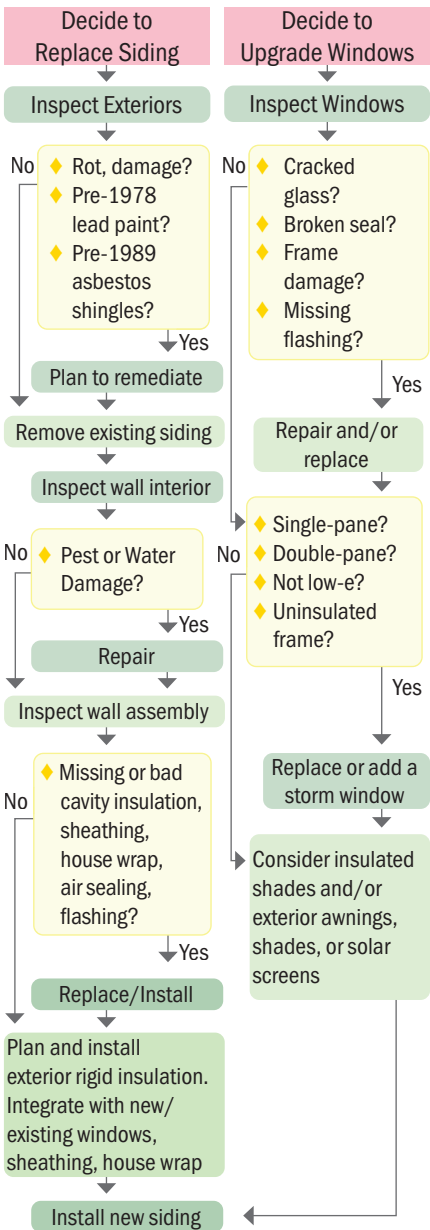 Decide to
Replace Siding
Inspect Exteriors
No
♦ Rot, damage?
♦ Pre-1978
lead paint?
♦ Pre-1989
asbestos
shingles?
Yes
Plan to remediate
Remove existing siding
Inspect wall interior
No
♦ Pest or Water
Damage?
Yes
Repair
Inspect wall assembly
No
♦ Missing or bad
cavity insulation,
sheathing,
house wrap,
air sealing,
flashing?
Yes
Replace/Install
Plan and install
exterior rigid insulation.
Integrate with new/
existing windows,
sheathing, house wrap
Install new siding
Decide to
Upgrade Windows
Inspect Windows
No
♦ Cracked
glass?
♦ Broken seal?
♦ Frame
damage?
♦ Missing
flashing?
Yes
Repair and/or
replace
No
♦ Single-pane?
♦ Double-pane?
♦ Not low-e?
♦ Uninsulated
frame?
Yes
Replace or add a
storm window
Consider insulated
shades and/or
exterior awnings,
shades, or solar
screens